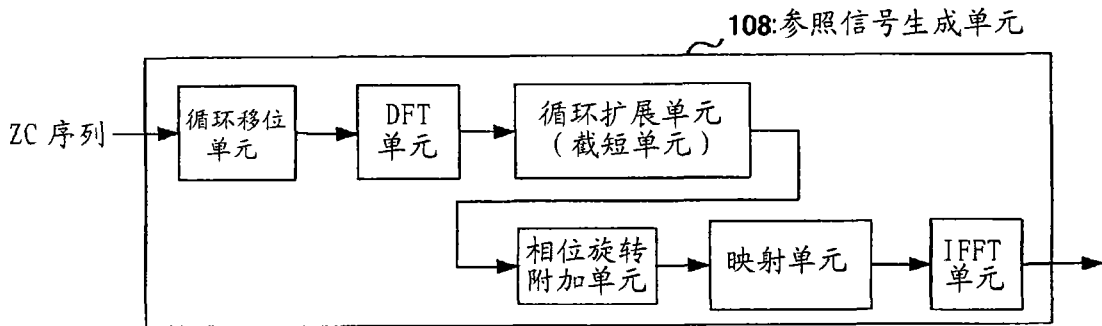 108:参照信号生成单元
ZC 序列
循环移位
单元
DFT
单元
循环扩展单元
(截短单元)
相位旋转
附加单元
映射单元
IFFT
单元